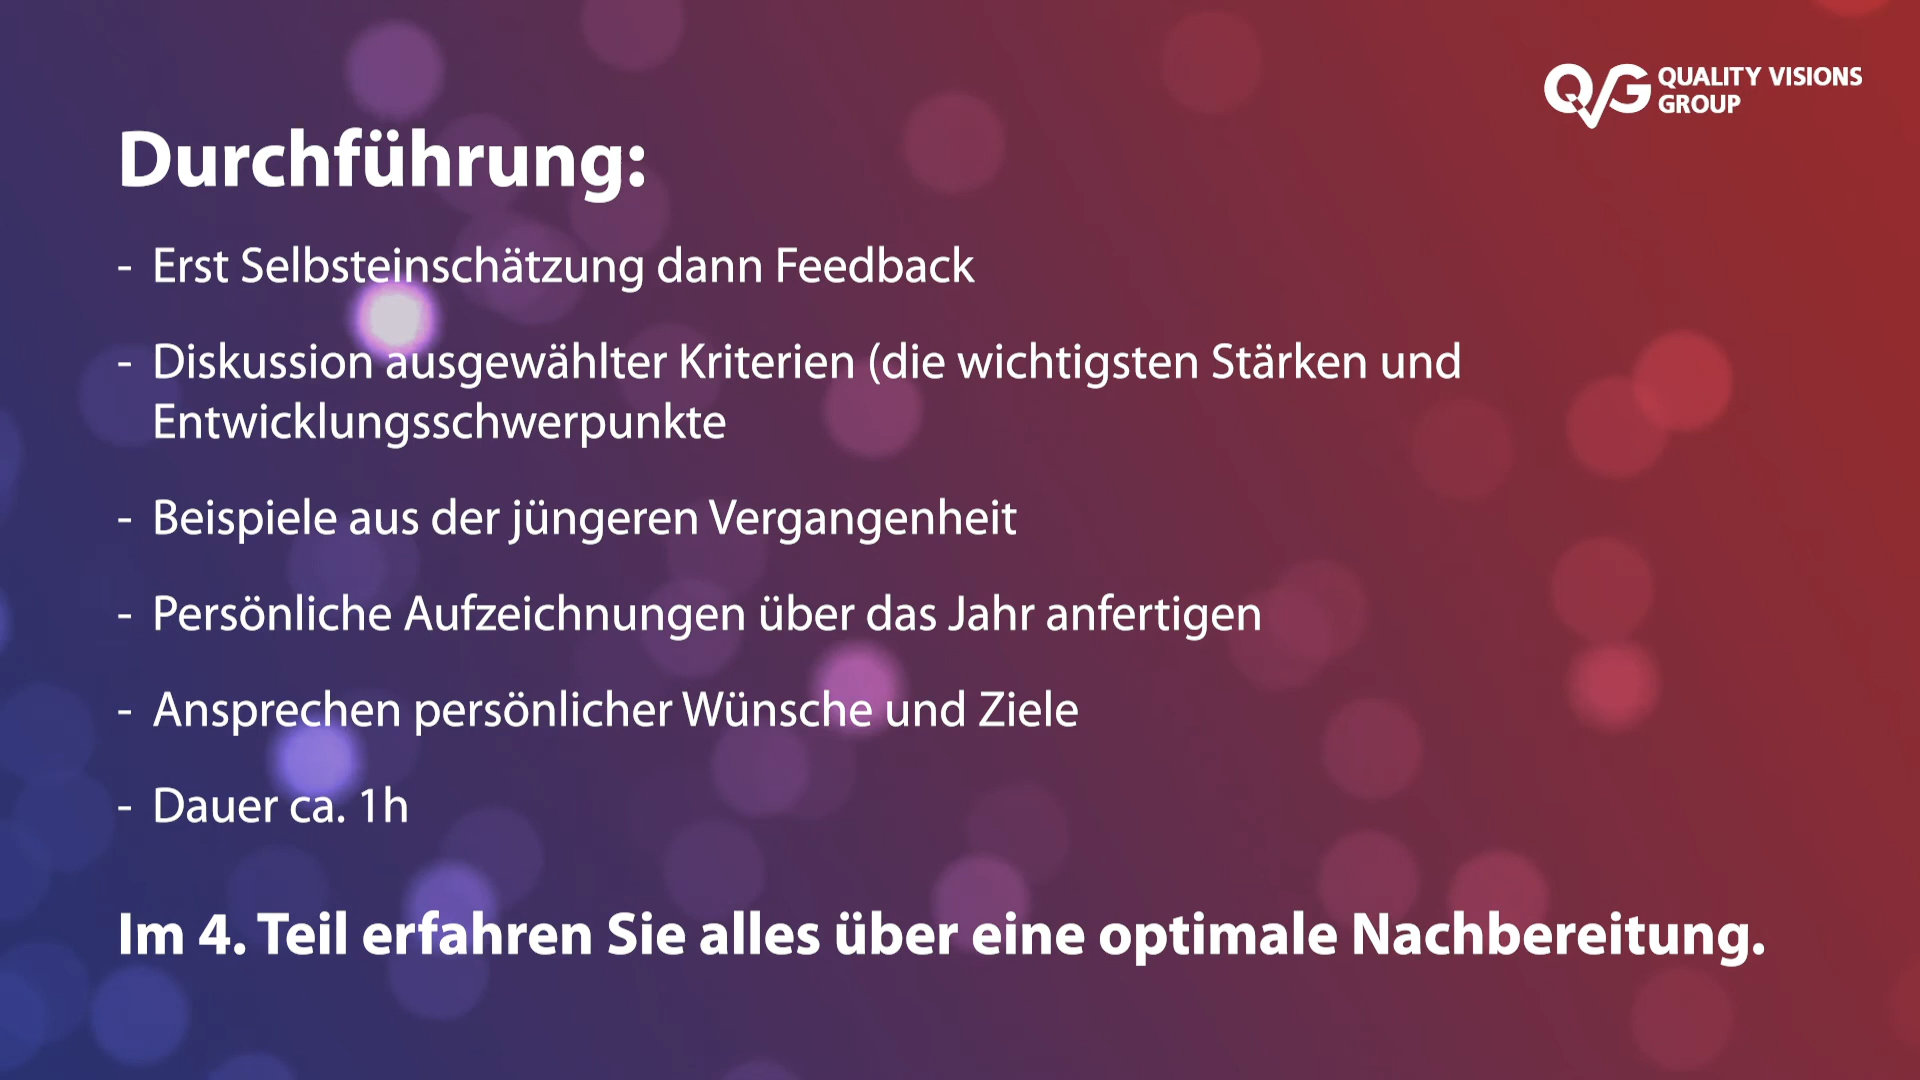 QVG QUALITY VISIONS
GROUP
Durchführung:
- Erst Selbsteinschätzung dann Feedback
- Diskussion ausgewählter Kriterien (die wichtigsten Stärken und
Entwicklungsschwerpunkte
- Beispiele aus der jüngeren Vergangenheit
- Persönliche Aufzeichnungen über das Jahr anfertigen
- Ansprechen persönlicher Wünsche und Ziele
- Dauer ca. 1h
Im 4. Teil erfahren Sie alles über eine optimale Nachbereitung.